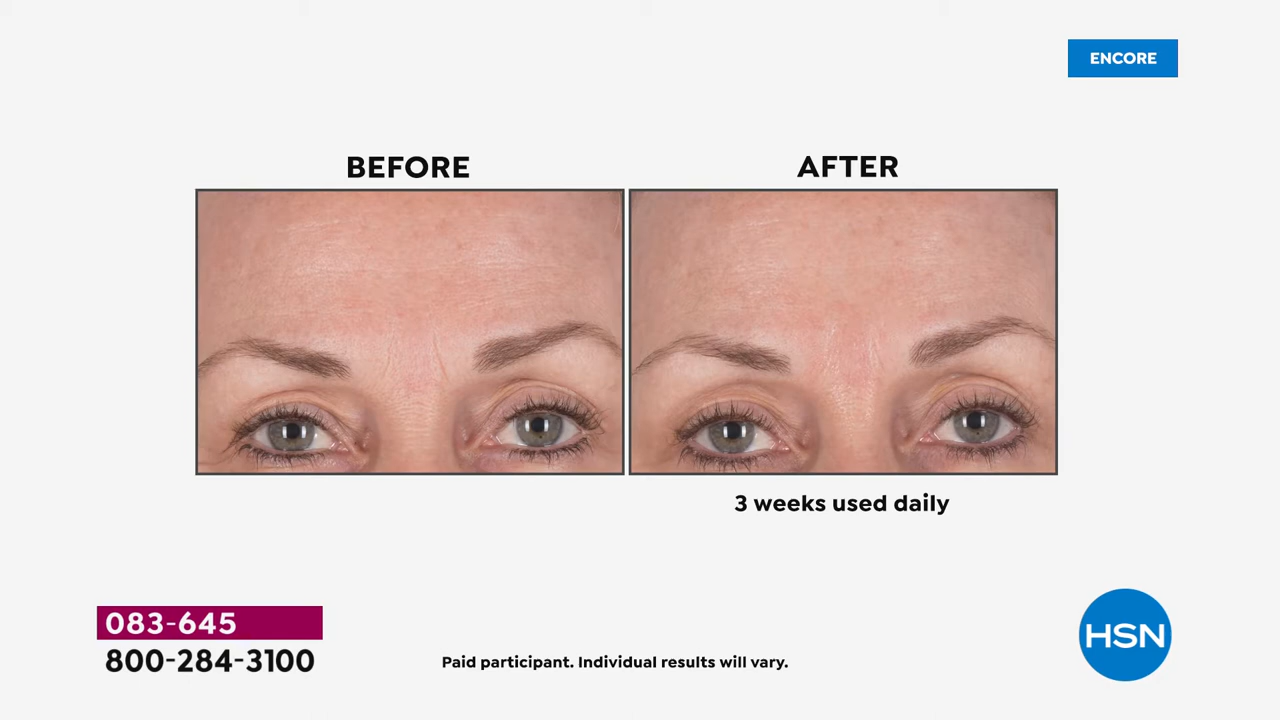 ENCORE
BEFORE
AFTER
3 weeks used daily
083-645
800-284-3100
Paid participant. Individual results will vary.
HSN